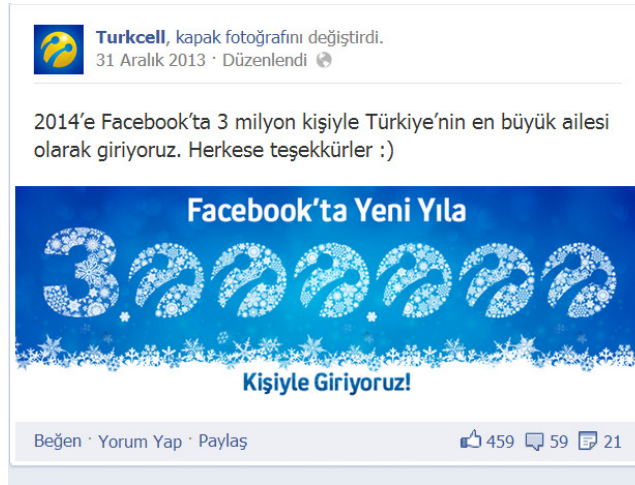 Turkcell, kapak fotoğrafını değiştirdi.
31 Aralık 2013 · Düzenlendi
2014’e Facebook’ta 3 milyon kişiyle Türkiye’nin en büyük ailesi
olarak giriyoruz. Herkese teşekkürler :)
Facebook’ta Yeni Yıla
3000000
Kişiyle Giriyoruz!
Beğen · Yorum Yap · Paylaş 459 59 21